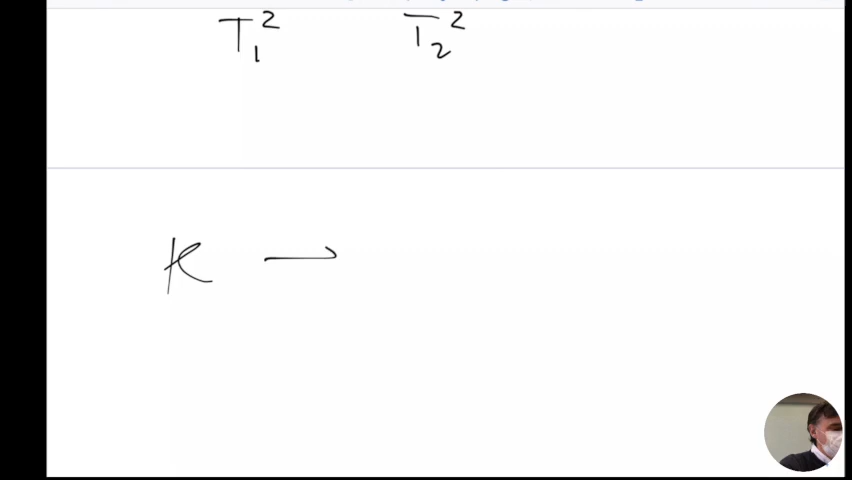 T₁² T₂²
K →